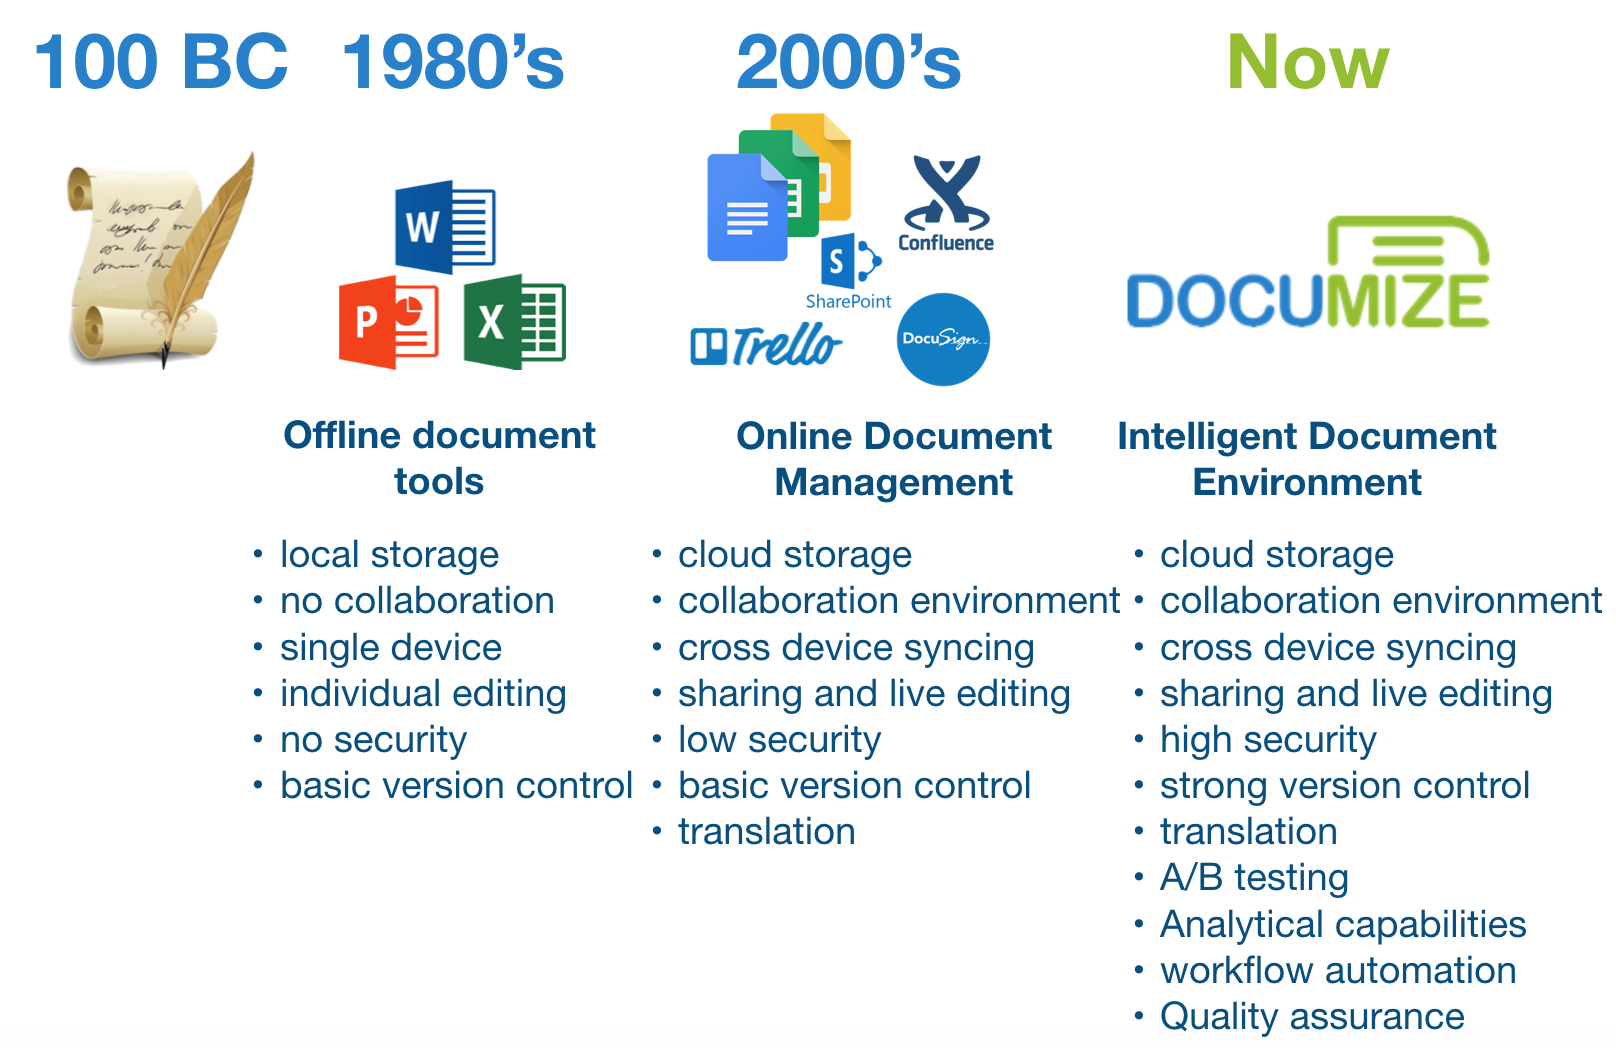 100 BC
1980's
2000's
Now
W
P
X
Confluence
S
SharePoint
Trello
DocuSign
DOCUMIZE
Offline document
tools
• local storage
• no collaboration
• single device
• individual editing
• no security
• basic version control
Online Document
Management
• cloud storage
• collaboration environment
• cross device syncing
• sharing and live editing
• low security
• basic version control
• translation
Intelligent Document
Environment
• cloud storage
• collaboration environment
• cross device syncing
• sharing and live editing
• high security
• strong version control
• translation
• A/B testing
• Analytical capabilities
• workflow automation
• Quality assurance